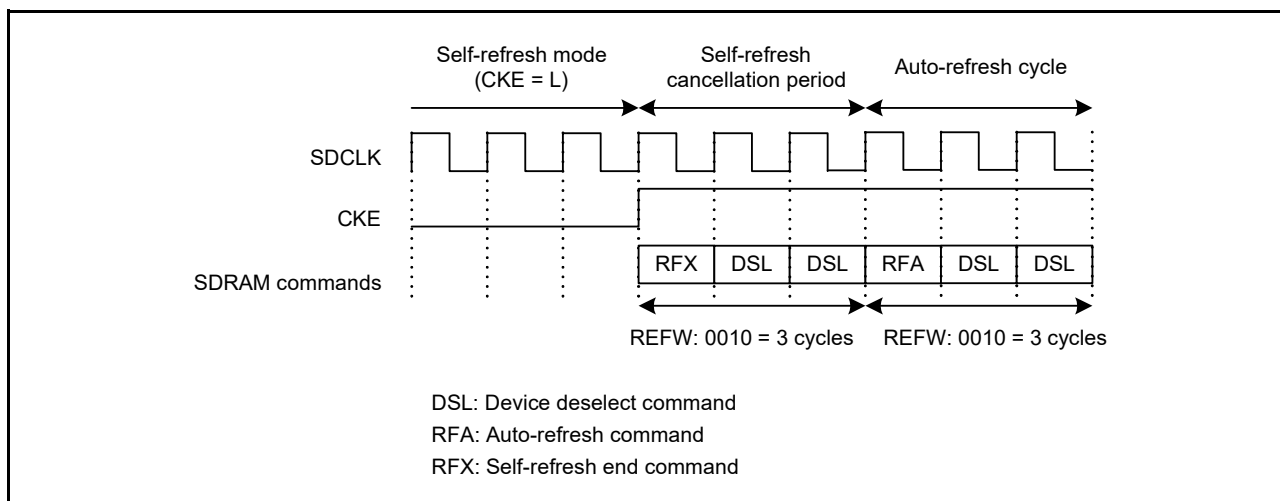 Self-refresh mode
(CKE = L)
Self-refresh
cancellation period
Auto-refresh cycle
SDCLK
CKE
SDRAM commands
RFX DSL DSL RFA DSL DSL
REFW: 0010 = 3 cycles REFW: 0010 = 3 cycles
DSL: Device deselect command
RFA: Auto-refresh command
RFX: Self-refresh end command